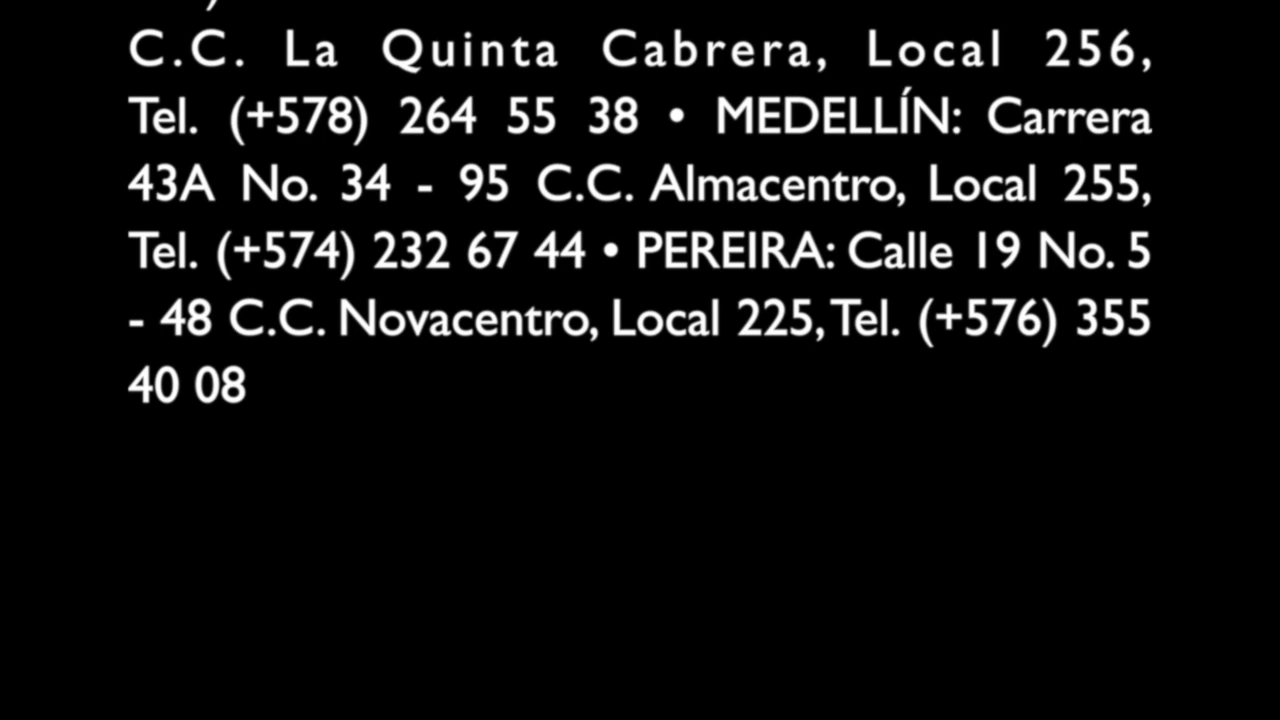 C.C. La Quinta Cabrera, Local 256,
Tel. (+578) 264 55 38 • MEDELLÍN: Carrera
43A No. 34 - 95 C.C. Almacentro, Local 255,
Tel. (+574) 232 67 44 • PEREIRA: Calle 19 No. 5
- 48 C.C. Novacentro, Local 225, Tel. (+576) 355
40 08